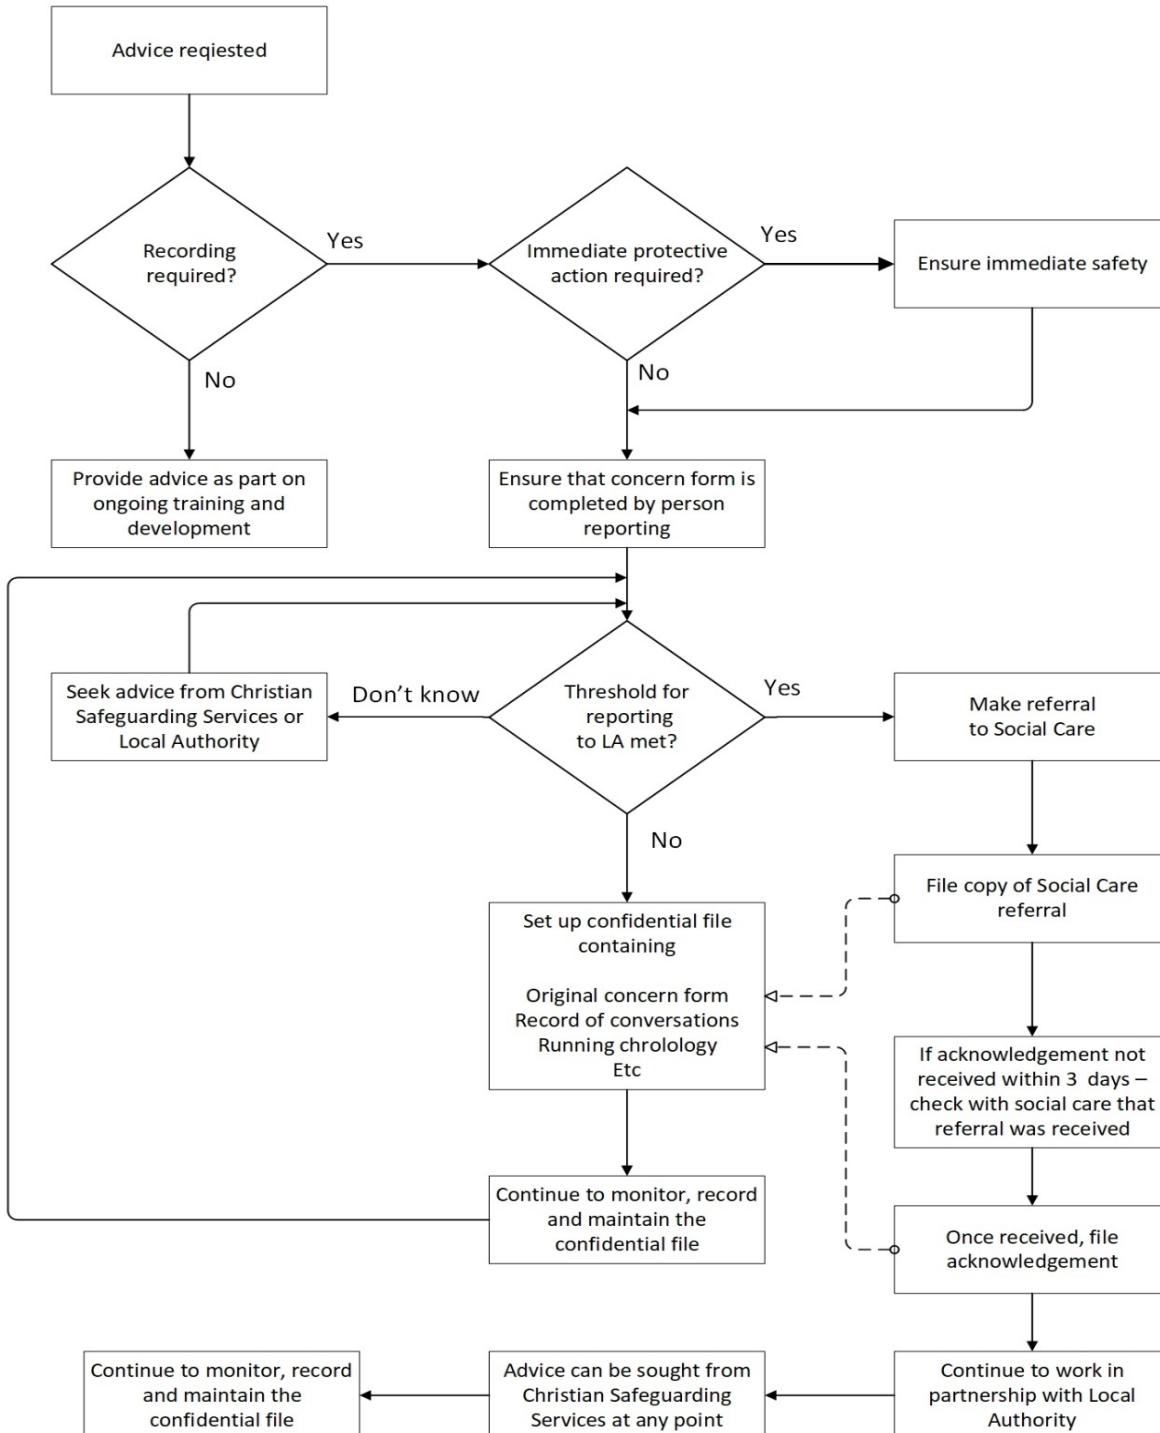 Advice reqiested
Recording
required?
Yes
Immediate protective
action required?
Yes
Ensure immediate safety
No
No
Provide advice as part on
ongoing training and
development
Ensure that concern form is
completed by person
reporting
Seek advice from Christian
Safeguarding Services or
Local Authority
Don’t know
Threshold for
reporting
to LA met?
Yes
Make referral
to Social Care
No
File copy of Social Care
referral
Set up confidential file
containing
Original concern form
Record of conversations
Running chrolology
Etc
If acknowledgement not
received within 3 days –
check with social care that
referral was received
Continue to monitor, record
and maintain the
confidential file
Once received, file
acknowledgement
Continue to monitor, record
and maintain the
confidential file
Advice can be sought from
Christian Safeguarding
Services at any point
Continue to work in
partnership with Local
Authority